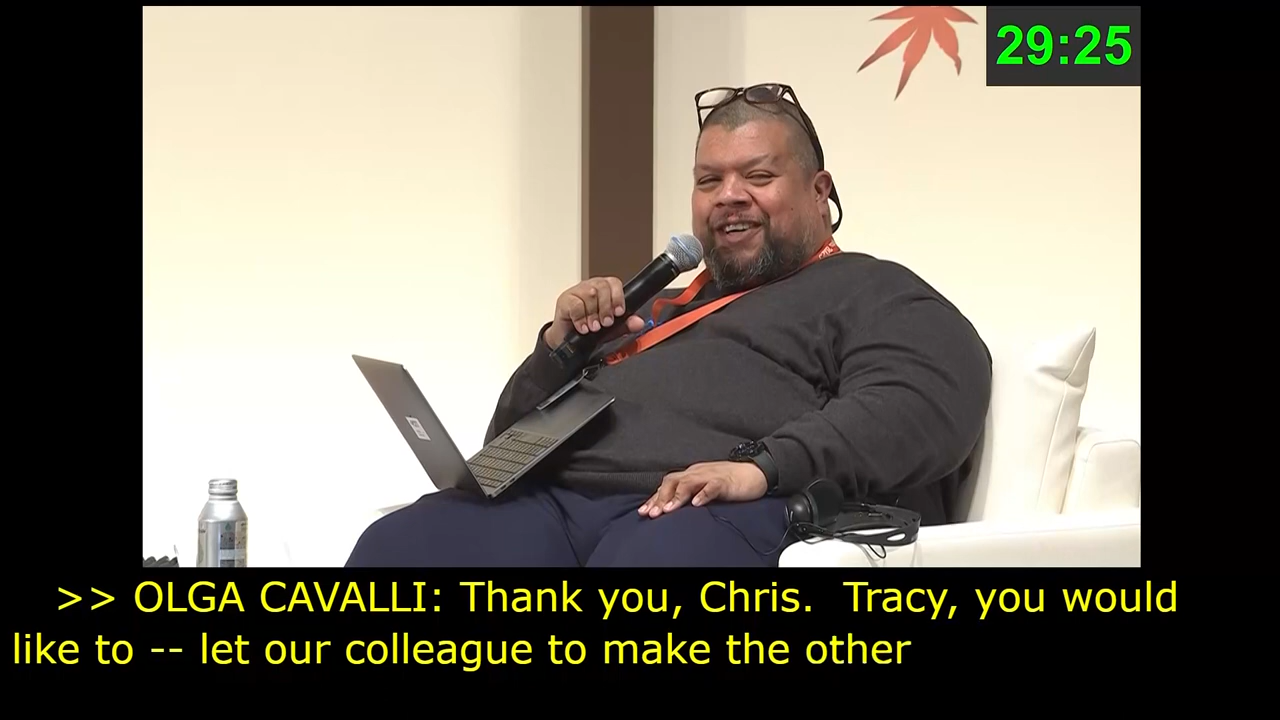 29:25
>> OLGA CAVALLI: Thank you, Chris.  Tracy, you would
like to -- let our colleague to make the other